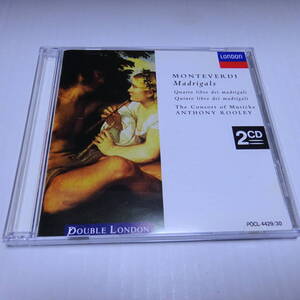 LONDON
MONTEVERDI
Madrigals
Quarto libro dei madrigali
Quinto libro dei madrigali
The Consort of Musicke
ANTHONY ROOLEY
2CD
POCL-4429/30
DOUBLE LONDON